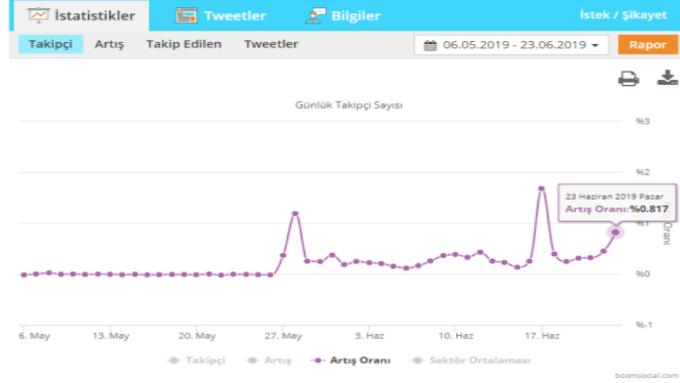 İstatistikler Tweetler Bilgiler İstek / Şikayet
Takipçi Artış Takip Edilen Tweetler 06.05.2019 - 23.06.2019 Rapor
Günlük Takipçi Sayısı
%3
%2
23 Haziran 2019 Pazar
Artış Oranı:%0.817
%1
Oranı
%0
%-1
6. May 13. May 20. May 27. May 3. Haz 10. Haz 17. Haz
Takipçi Artış Artış Oranı Sektör Ortalaması
boomsocial.com